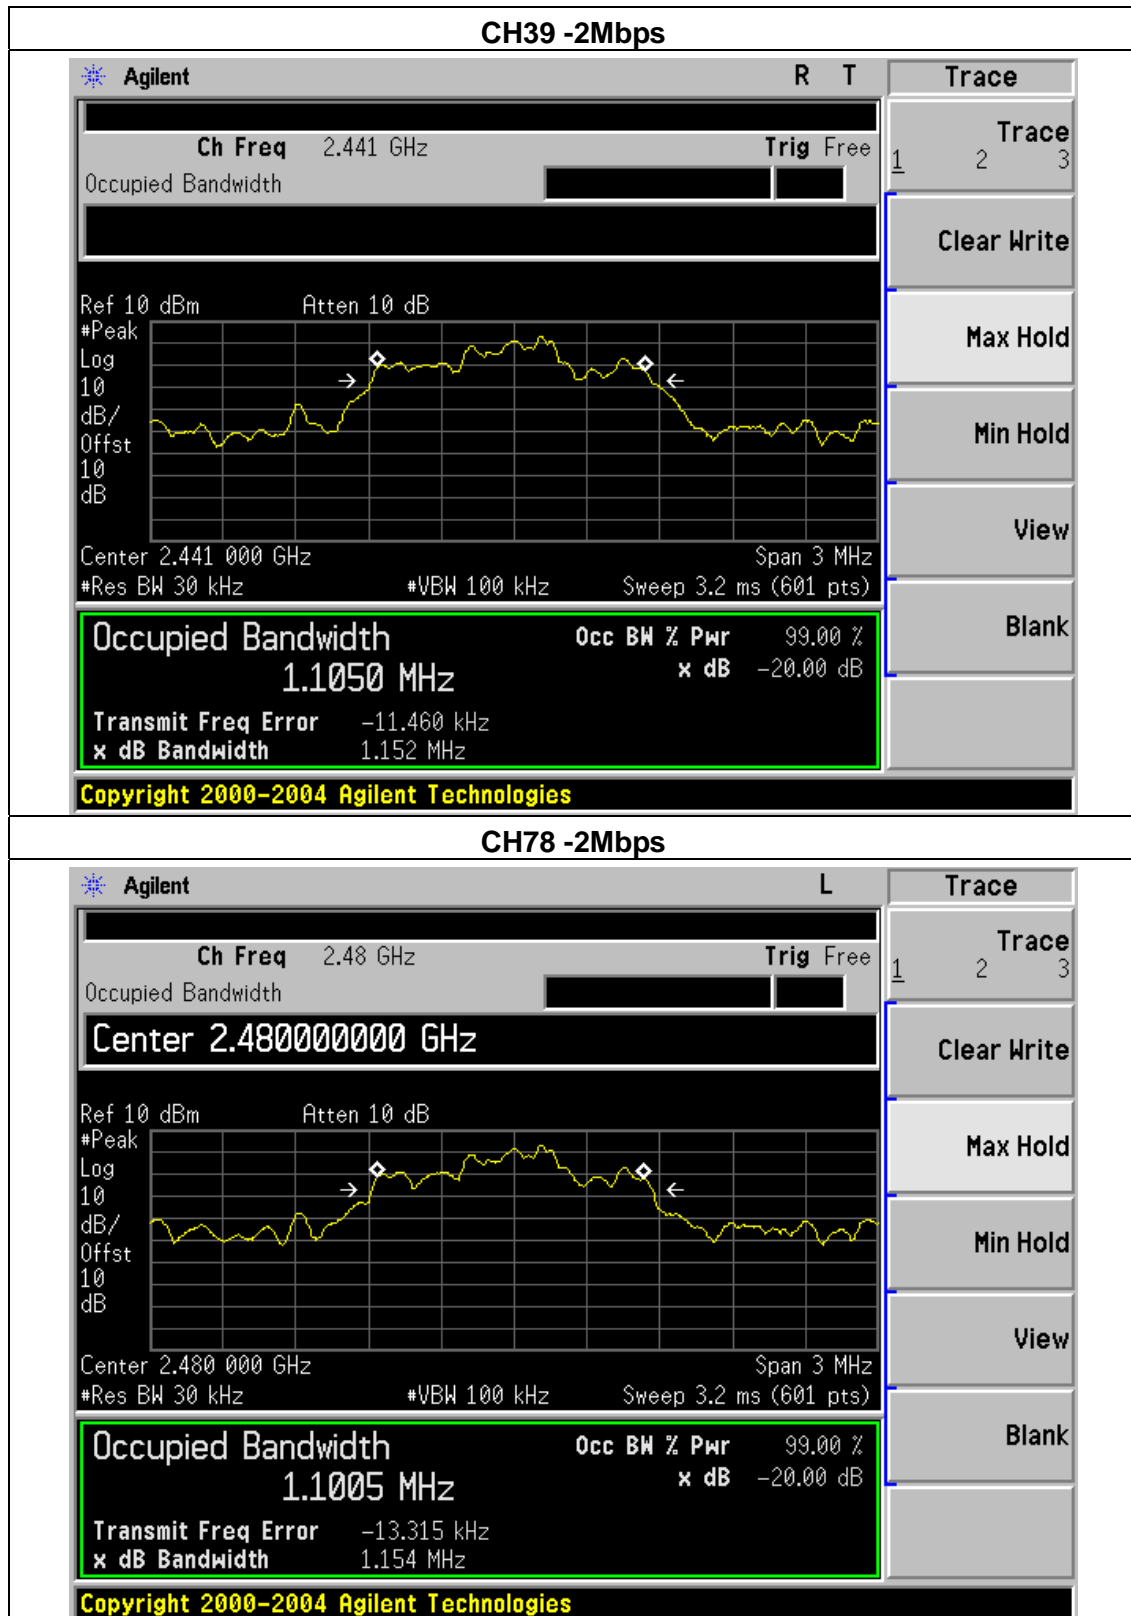 CH39 -2Mbps
Agilent R T Trace
Ch Freq 2.441 GHz Trig Free
Occupied Bandwidth
Trace
1 2 3
Clear Write
Max Hold
Min Hold
View
Blank
Ref 10 dBm Atten 10 dB
#Peak
Log
10
dB/
Offst
10
dB
Center 2.441 000 GHz Span 3 MHz
#Res BW 30 kHz #VBW 100 kHz Sweep 3.2 ms (601 pts)
Occupied Bandwidth Occ BW % Pwr 99.00 %
1.1050 MHz x dB -20.00 dB
Transmit Freq Error -11.460 kHz
x dB Bandwidth 1.152 MHz
Copyright 2000-2004 Agilent Technologies
CH78 -2Mbps
Agilent L Trace
Ch Freq 2.48 GHz Trig Free
Occupied Bandwidth
Center 2.480000000 GHz
Trace
1 2 3
Clear Write
Max Hold
Min Hold
View
Blank
Ref 10 dBm Atten 10 dB
#Peak
Log
10
dB/
Offst
10
dB
Center 2.480 000 GHz Span 3 MHz
#Res BW 30 kHz #VBW 100 kHz Sweep 3.2 ms (601 pts)
Occupied Bandwidth Occ BW % Pwr 99.00 %
1.1005 MHz x dB -20.00 dB
Transmit Freq Error -13.315 kHz
x dB Bandwidth 1.154 MHz
Copyright 2000-2004 Agilent Technologies